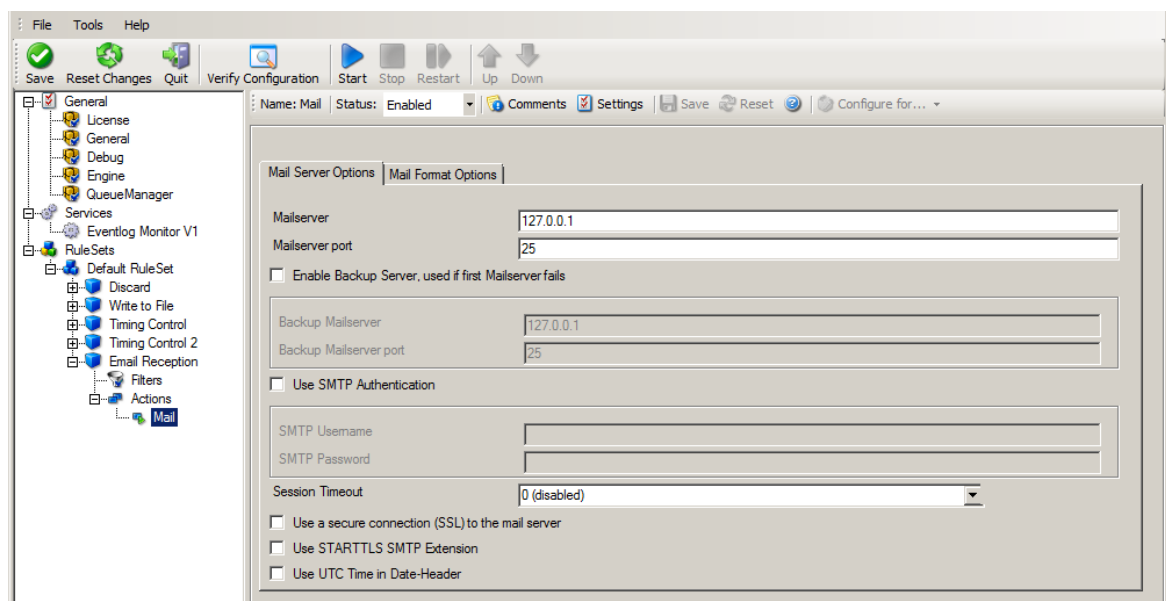 File Tools Help
Save Reset Changes Quit Verify Configuration Start Stop Restart Up Down
General
License
General
Debug
Engine
QueueManager
Services
Eventlog Monitor V1
RuleSets
Default RuleSet
Discard
Write to File
Timing Control
Timing Control 2
Email Reception
Filters
Actions
Mail
Name: Mail Status: Enabled Comments Settings Save Reset Configure for...
Mail Server Options Mail Format Options
Mailserver 127.0.0.1
Mailserver port 25
Enable Backup Server, used if first Mailserver fails
Backup Mailserver 127.0.0.1
Backup Mailserver port 25
Use SMTP Authentication
SMTP Username
SMTP Password
Session Timeout 0 (disabled)
Use a secure connection (SSL) to the mail server
Use STARTTLS SMTP Extension
Use UTC Time in Date-Header